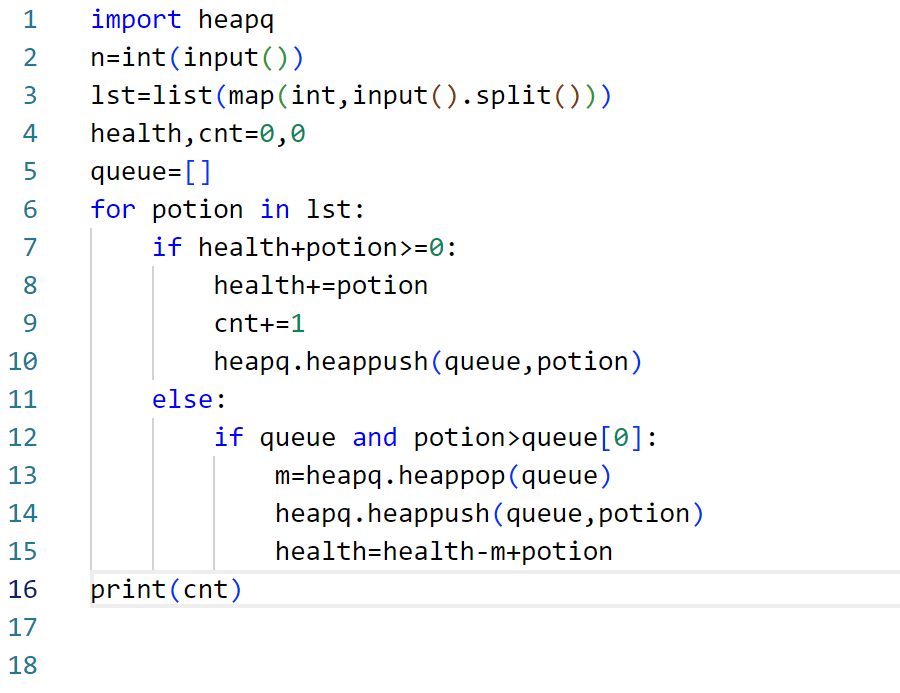 1 import heapq
2 n=int(input())
3 lst=list(map(int,input().split()))
4 health,cnt=0,0
5 queue=[]
6 for potion in lst:
7     if health+potion>=0:
8         health+=potion
9         cnt+=1
10         heapq.heappush(queue,potion)
11     else:
12         if queue and potion>queue[0]:
13             m=heapq.heappop(queue)
14             heapq.heappush(queue,potion)
15             health=health-m+potion
16 print(cnt)
17
18